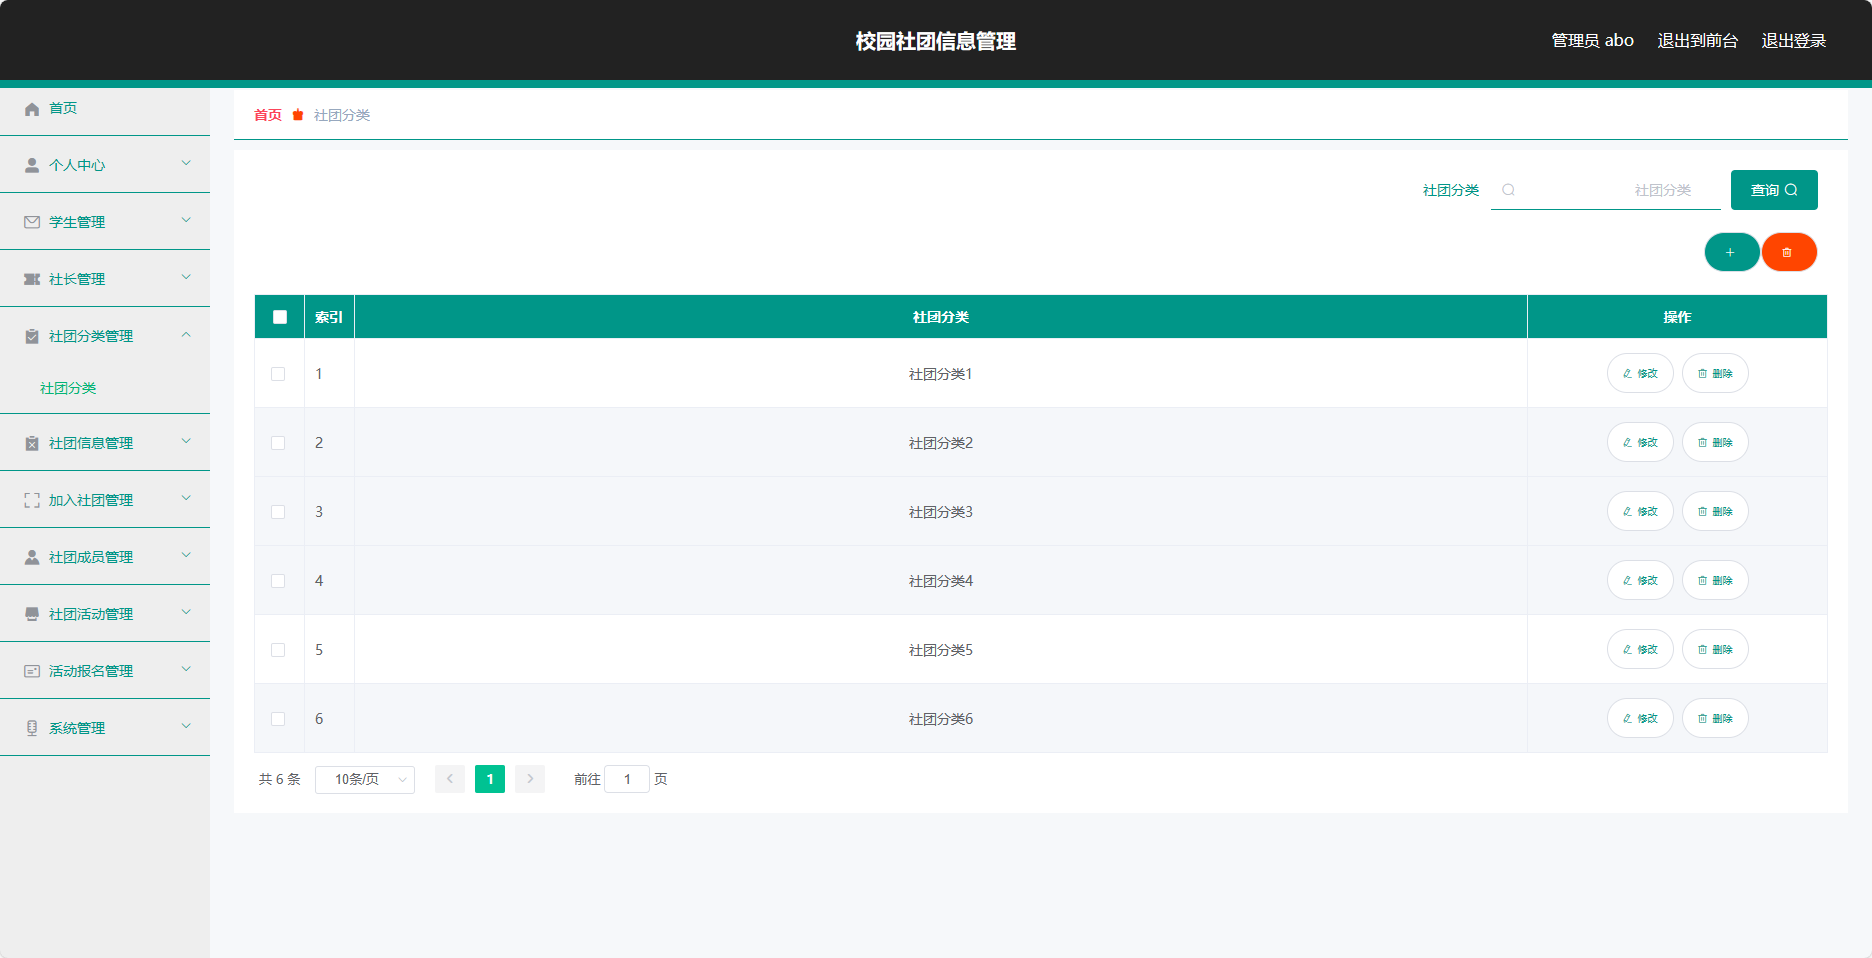 校园社团信息管理
管理员 abo 退出到前台 退出登录
首页
个人中心
学生管理
社长管理
社团分类管理
社团分类
社团信息管理
加入社团管理
社团成员管理
社团活动管理
活动报名管理
系统管理
首页 社团分类
社团分类 社团分类 查询
索引 社团分类 操作
1 社团分类1 修改 删除
2 社团分类2 修改 删除
3 社团分类3 修改 删除
4 社团分类4 修改 删除
5 社团分类5 修改 删除
6 社团分类6 修改 删除
共 6 条 10条/页 1 前往 1 页